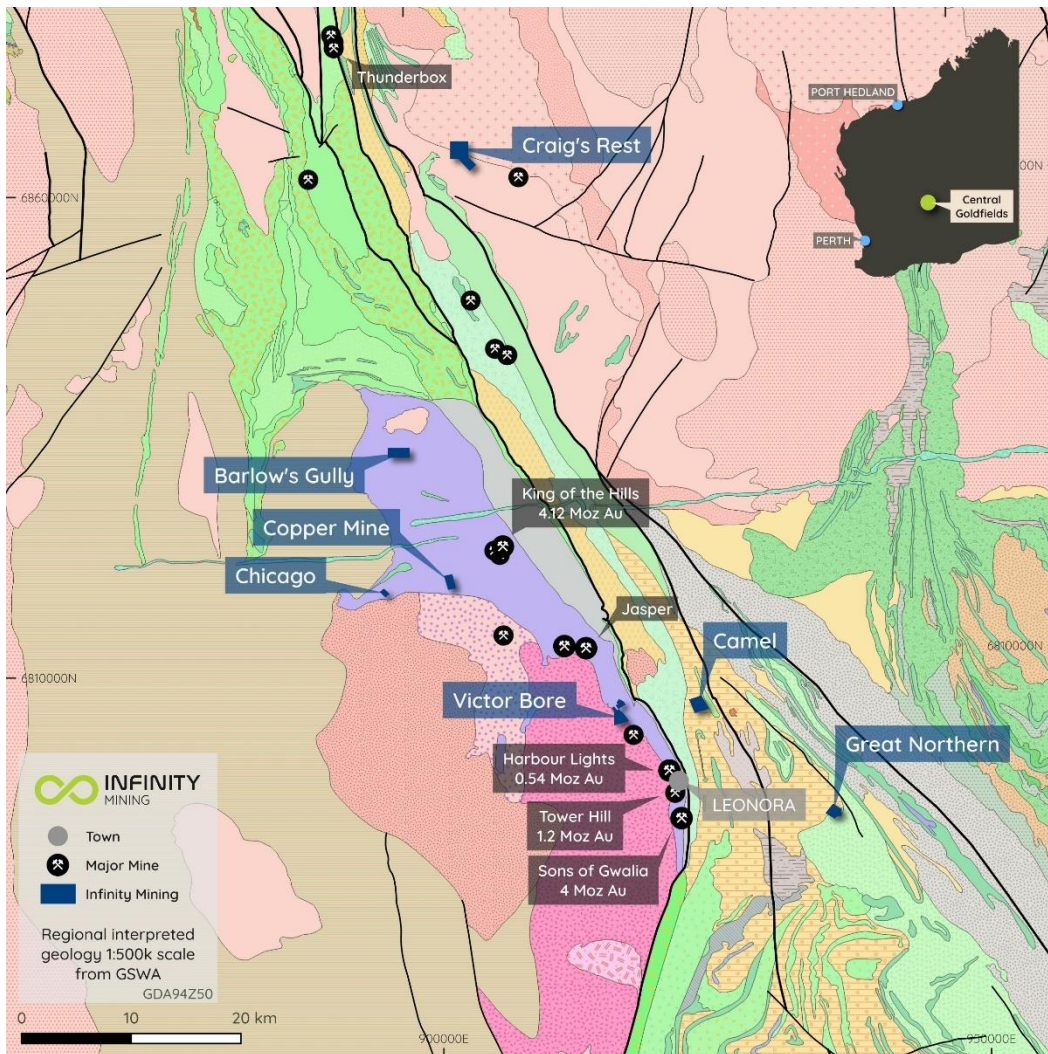 Thunderbox
PORT HEDLAND
Craig's Rest
6860000N
0N
Central
Goldfields
PERTH
Barlow's Gully
King of the Hills
4.12 Moz Au
Copper Mine
Chicago
Jasper
Camel
6810000N
6810000N
Victor Bore
Great Northern
Harbour Lights
0.54 Moz Au
LEONORA
Tower Hill
1.2 Moz Au
Sons of Gwalia
4 Moz Au
INFINITY
MINING
Town
Major Mine
Infinity Mining
Regional interpreted
geology 1:500k scale
from GSWA
GDA94Z50
0 10 20 km
900000E
950000E